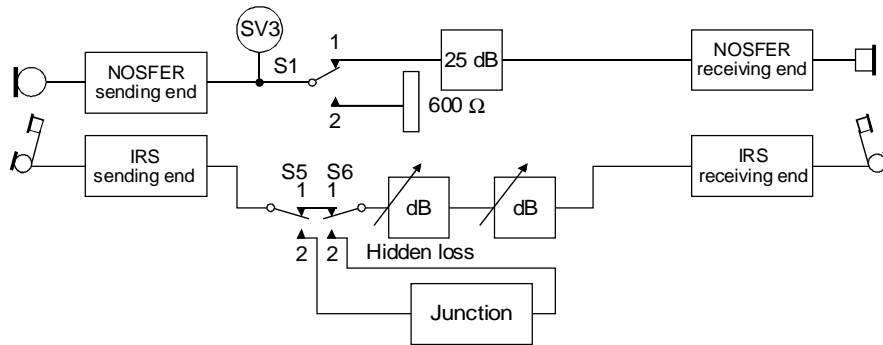 SV3
NOSFER
sending end
S1
1
2
25 dB
600 Ω
NOSFER
receiving end
IRS
sending end
S5 S6
1 1
2 2
dB
dB
Hidden loss
IRS
receiving end
Junction